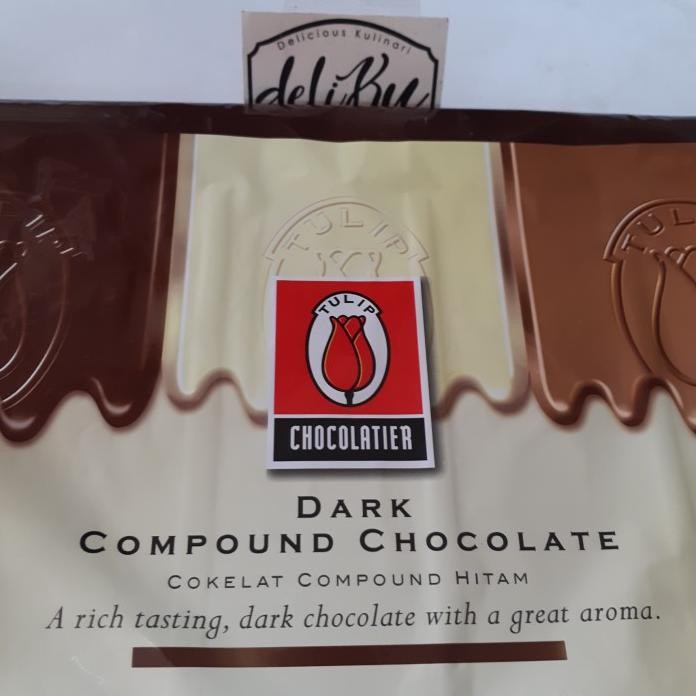 Delicious Kulinari
deliKu
TULIP
TULIP
TULIP
CHOCOLATIER
DARK
COMPOUND CHOCOLATE
COKELAT COMPOUND HITAM
A rich tasting, dark chocolate with a great aroma.